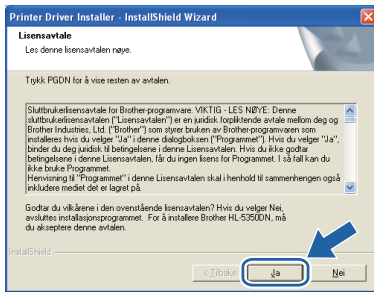 Printer Driver Installer - InstallShield Wizard
Lisensavtale
Les denne lisensavtalen nøye.
Trykk PGDN for å vise resten av avtalen.
Sluttbrukerlisensavtale for Brother-programvare. VIKTIG - LES NØYE: Denne
sluttbrukerlisensavtalen ("Lisensavtalen") er en juridisk forpliktende avtale mellom deg og
Brother Industries, Ltd. ("Brother") som styrer bruken av Brother-programvaren som
installeres hvis du velger "Ja" i denne dialogboksen ("Programmet"). Hvis du velger "Ja",
binder du deg juridisk til betingelsene i denne Lisensavtalen. Hvis du ikke godtar
betingelsene i denne Lisensavtalen, får du ingen lisens for Programmet. I så fall kan du
ikke bruke Programmet.
Henvisning til "Programmet" i denne Lisensavtalen skal i henhold til sammenhengen også
inkludere mediet det er lagret på.
Godtar du vilkårene i den ovenstående lisensavtalen? Hvis du velger Nei,
avsluttes installasjonsprogrammet. For å installere Brother HL-5350DN, må
du akseptere denne avtalen.
InstallShield
< Tilbake
Ja
Nei